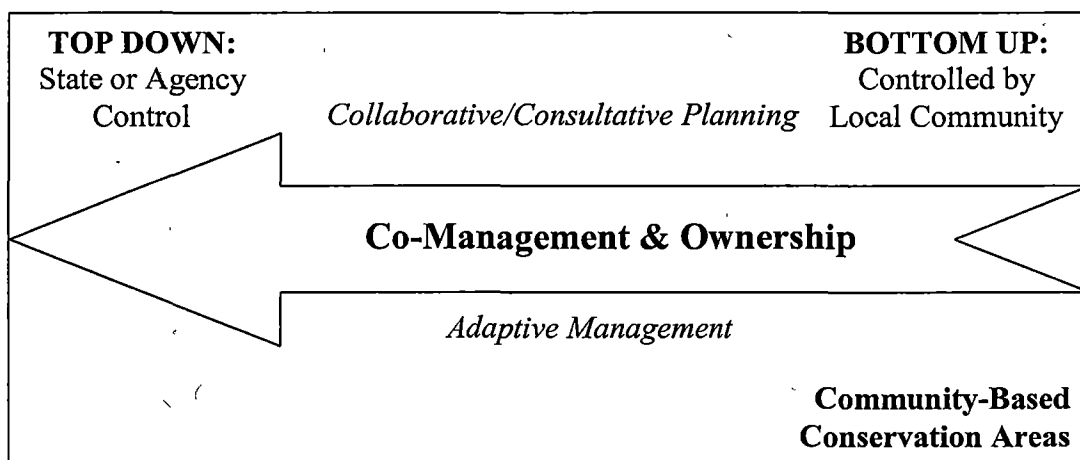 TOP DOWN:
State or Agency
Control
Collaborative/Consultative Planning
BOTTOM UP:
Controlled by
Local Community
Co-Management & Ownership
Adaptive Management
Community-Based
Conservation Areas